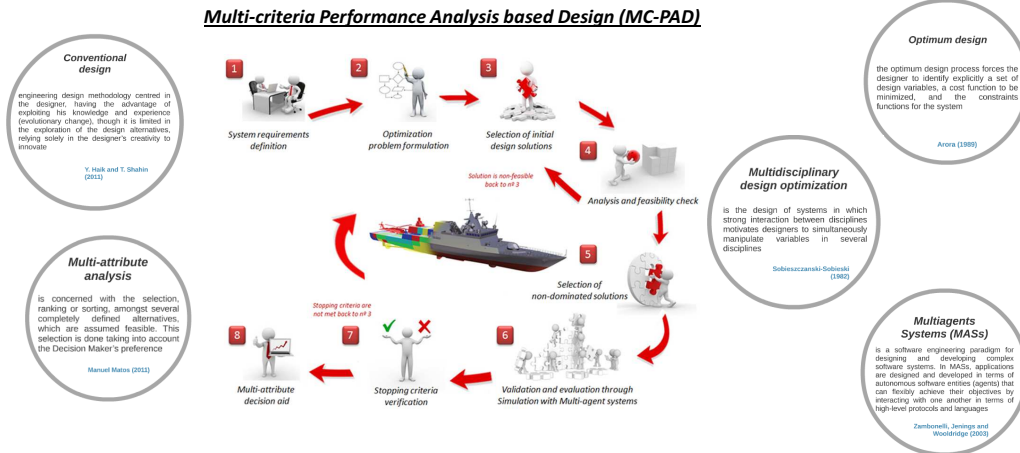 Multi-criteria Performance Analysis based Design (MC-PAD)
Conventional
design
engineering design methodology centred in
the designer, having the advantage of
exploiting his knowledge and experience
(evolutionary change), though it is limited in
the exploration of the design alternatives,
relying solely in the designer's creativity to
innovate
Y. Haik and T. Shahin
(2011)
Multi-attribute
analysis
is concerned with the selection,
ranking or sorting, amongst several
completely defined alternatives,
which are assumed feasible. This
selection is done taking into account
the Decision Maker's preference
Manuel Matos (2011)
1
System requirements
definition
2
Optimization
problem formulation
3
Selection of initial
design solutions
4
Analysis and feasibility check
Solution is non-feasible
back to nº 3
5
Selection of
non-dominated solutions
6
Validation and evaluation through
Simulation with Multi-agent systems
Stopping criteria are
not met back to nº 3
7
Stopping criteria
verification
8
Multi-attribute
decision aid
Optimum design
the optimum design process forces the
designer to identify explicitly a set of
design variables, a cost function to be
minimized, and the constraints
functions for the system
Arora (1989)
Multidisciplinary
design optimization
is the design of systems in which
strong interaction between disciplines
motivates designers to simultaneously
manipulate variables in several
disciplines
Sobieszczanski-Sobieski
(1982)
Multiagents
Systems (MASs)
is a software engineering paradigm for
designing and developing complex
software systems. In MASs, applications
are designed and developed in terms of
autonomous software entities (agents) that
can flexibly achieve their objectives by
interacting with one another in terms of
high-level protocols and languages
Zambonelli, Jenings and
Wooldridge (2003)